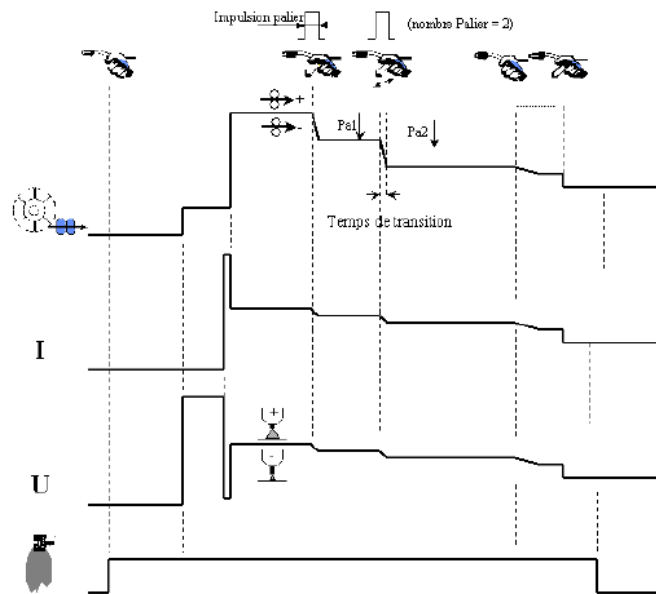 Impulsion palier
(nombre Palier = 2)
+
-
Pa1
Pa2
Temps de transition
I
+
-
U